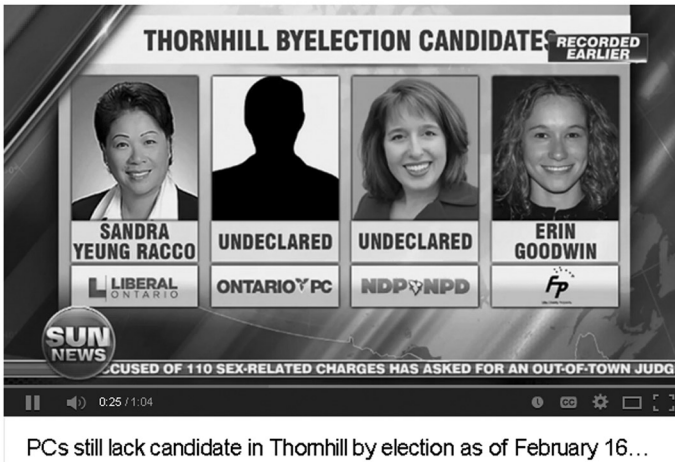 THORNHILL BYELECTION CANDIDATES
RECORDED
EARLIER
SANDRA
YEUNG RACCO
UNDECLARED
UNDECLARED
ERIN
GOODWIN
LIBERAL
ONTARIO
ONTARIO PC
NDP NPD
FP
SUN
NEWS
CCUSED OF 110 SEX-RELATED CHARGES HAS ASKED FOR AN OUT-OF-TOWN JUDG
0:25 / 1:04
CC
PCs still lack candidate in Thornhill by election as of February 16...